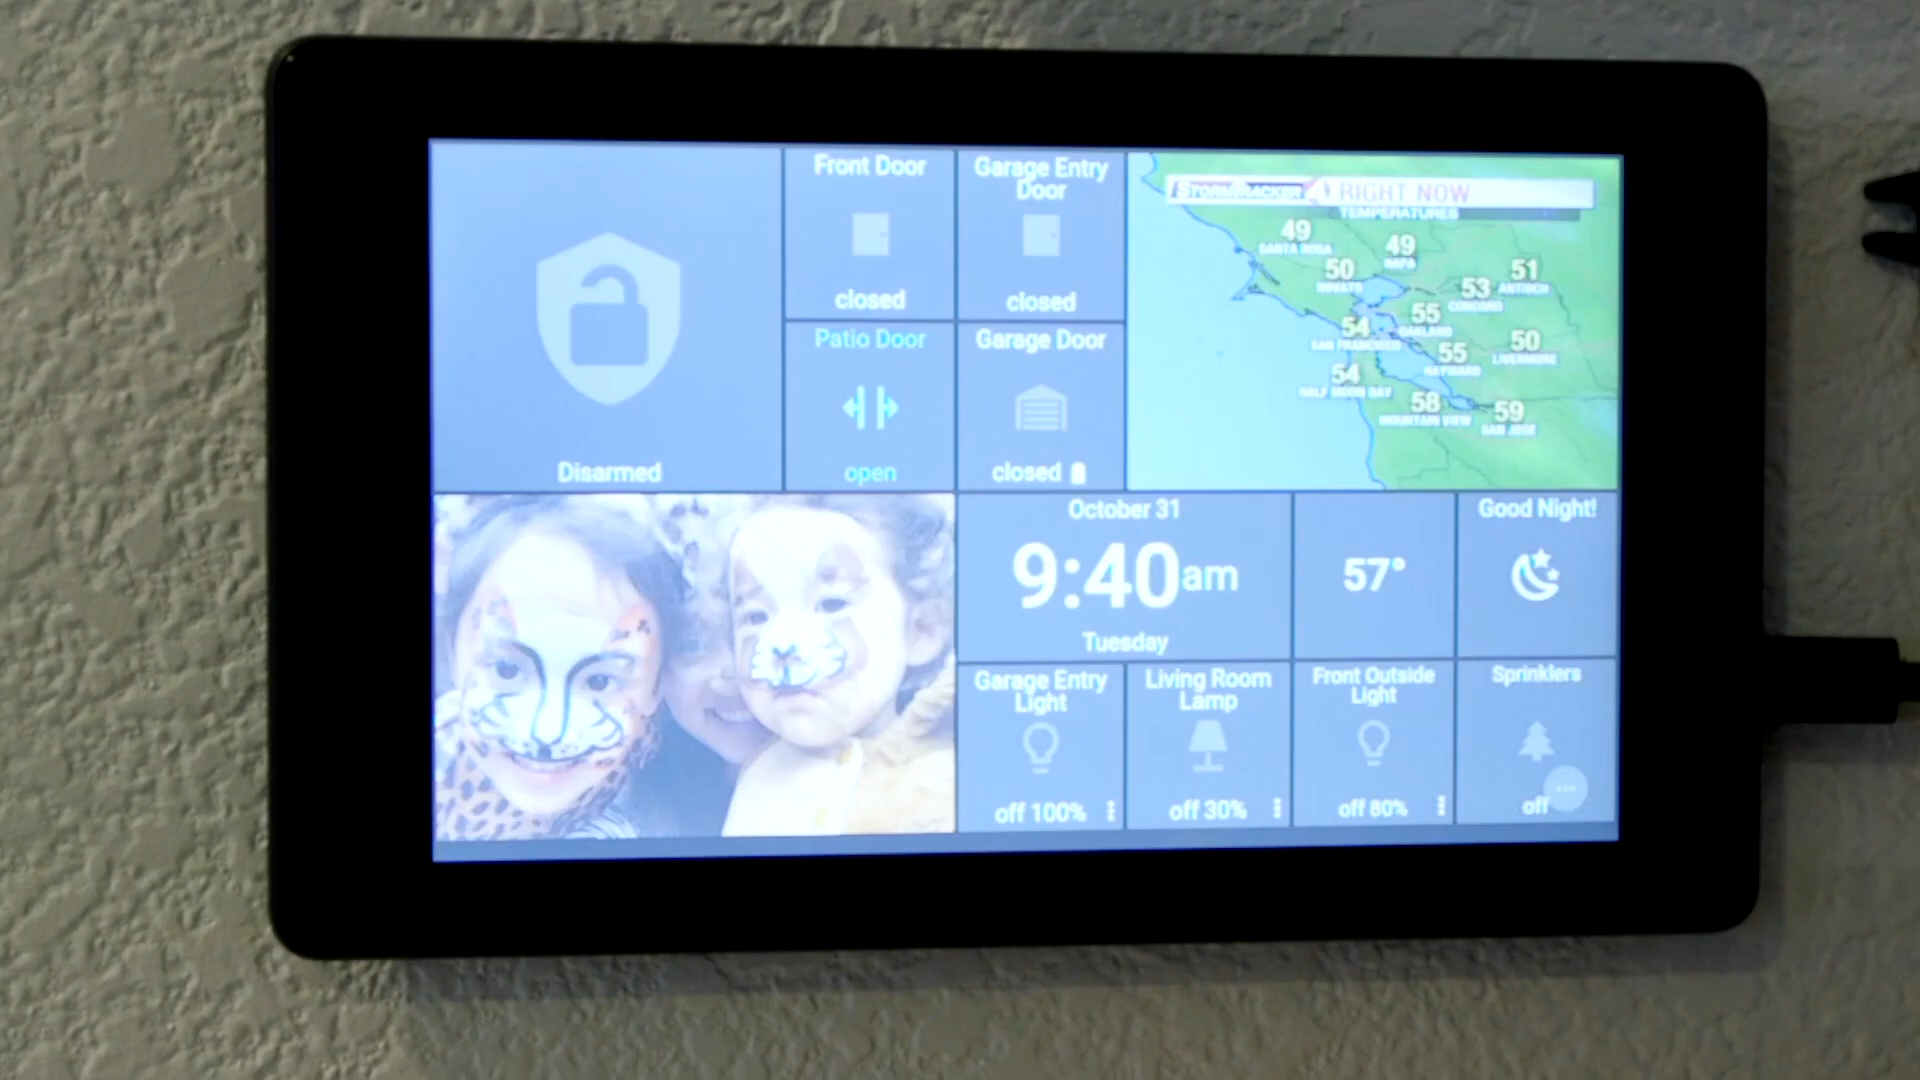 Front Door
closed
Garage Entry
Door
closed
Patio Door
open
Garage Door
closed
Disarmed
STORMTRACKER 4 RIGHT NOW
TEMPERATURES
49
SANTA ROSA
49
NAPA
50
NOVATO
51
ANTIOCH
53
CONCORD
55
OAKLAND
54
SAN FRANCISCO
50
LIVERMORE
55
HAYWARD
54
HALF MOON BAY
58
MOUNTAIN VIEW
59
SAN JOSE
October 31
9:40am
Tuesday
57°
Good Night!
Garage Entry
Light
off 100%
Living Room
Lamp
off 30%
Front Outside
Light
off 80%
Sprinklers
off